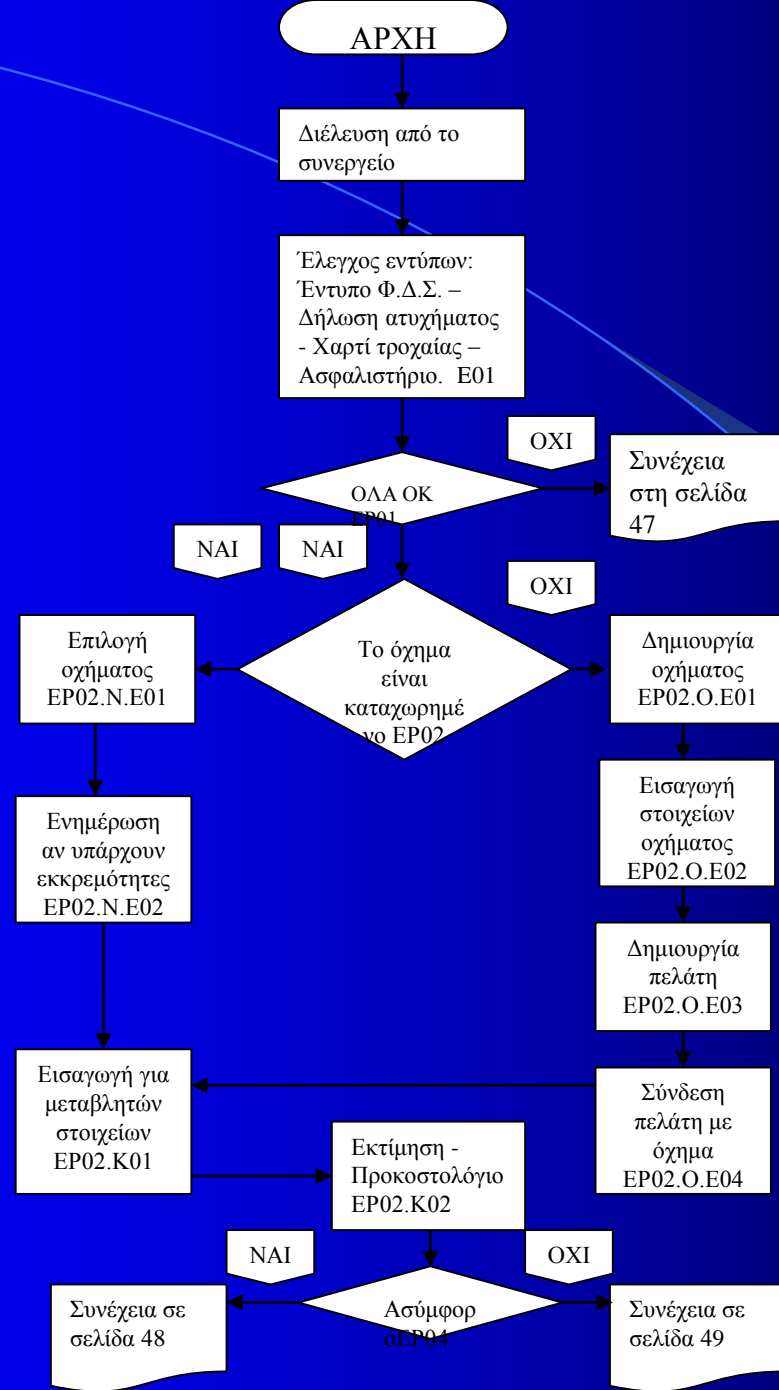 ΑΡΧΗ
Διέλευση από το
συνεργείο
Έλεγχος εντύπων:
Έντυπο Φ.Δ.Σ. –
Δήλωση ατυχήματος
- Χαρτί τροχαίας –
Ασφαλιστήριο. Ε01
ΟΧΙ
Συνέχεια
στη σελίδα
47
ΟΛΑ ΟΚ
ΕΡ01
ΝΑΙ
ΝΑΙ
ΟΧΙ
Επιλογή
οχήματος
ΕΡ02.Ν.Ε01
Το όχημα
είναι
καταχωρημέ
νο ΕΡ02
Δημιουργία
οχήματος
ΕΡ02.Ο.Ε01
Εισαγωγή
στοιχείων
οχήματος
ΕΡ02.Ο.Ε02
Ενημέρωση
αν υπάρχουν
εκκρεμότητες
ΕΡ02.Ν.Ε02
Δημιουργία
πελάτη
ΕΡ02.Ο.Ε03
Εισαγωγή για
μεταβλητών
στοιχείων
ΕΡ02.Κ01
Σύνδεση
πελάτη με
όχημα
ΕΡ02.Ο.Ε04
Εκτίμηση -
Προκοστολόγιο
ΕΡ02.Κ02
ΝΑΙ
ΟΧΙ
Συνέχεια σε
σελίδα 48
Ασύμφορ
οΕΡ04
Συνέχεια σε
σελίδα 49